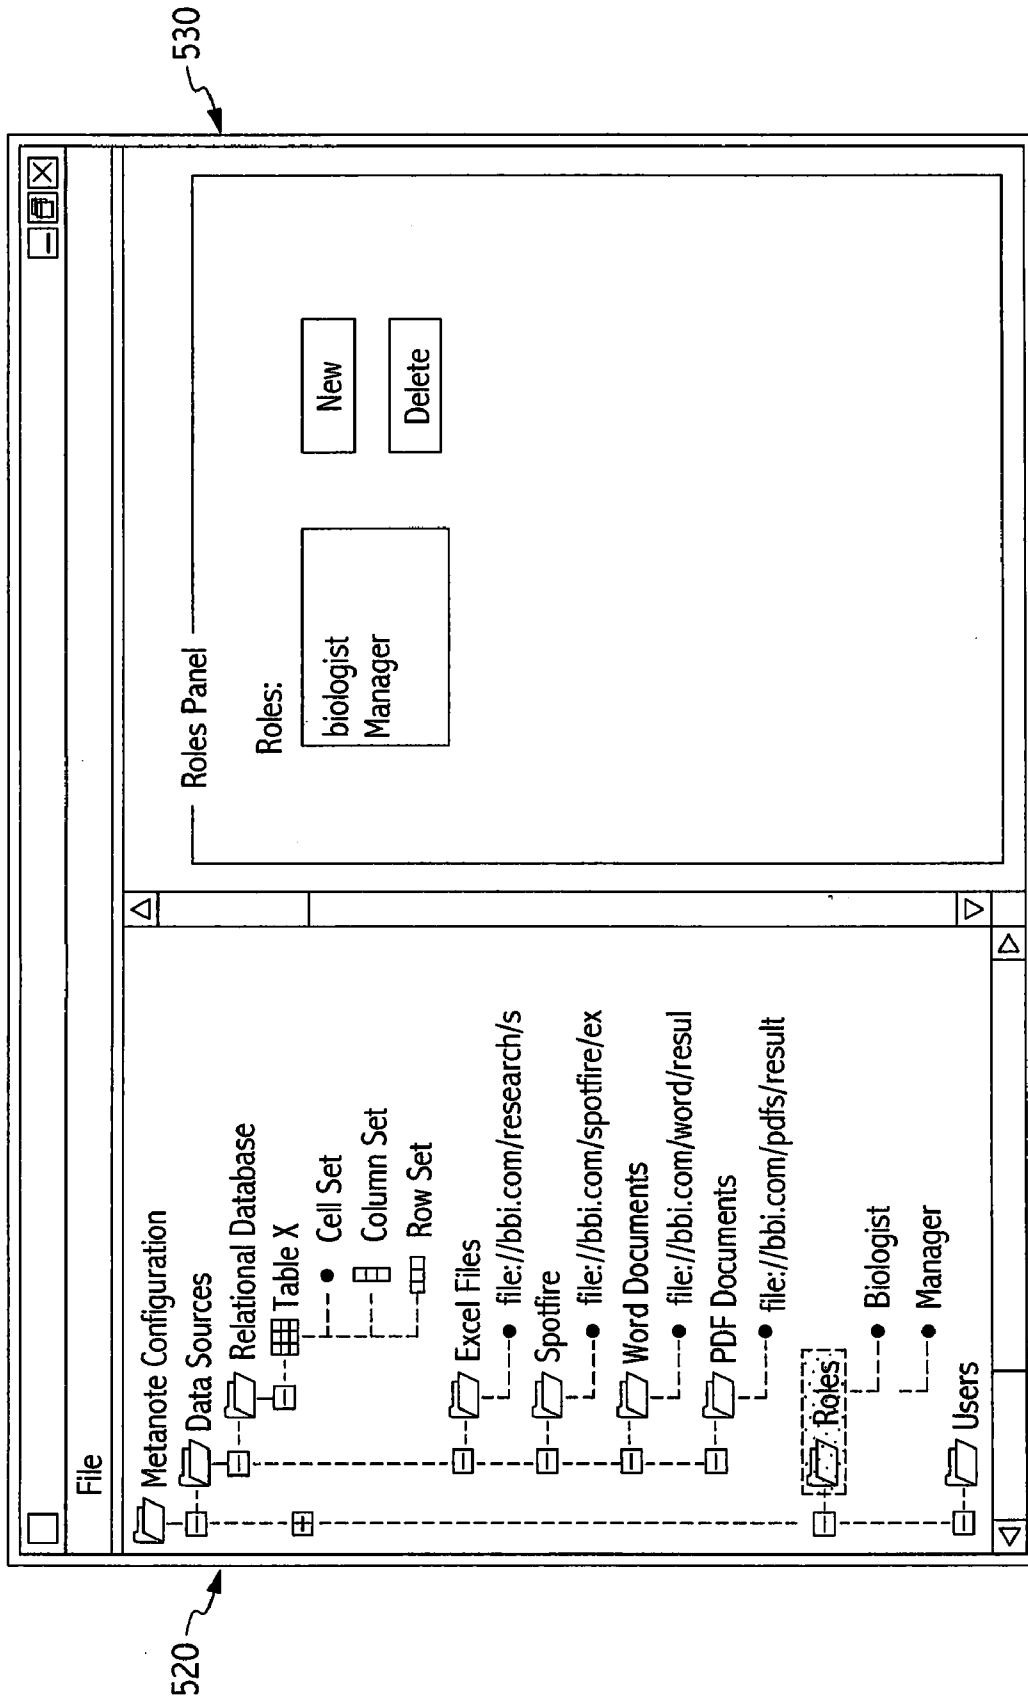 File
Metanote Configuration
Data Sources
Relational Database
Table X
Cell Set
Column Set
Row Set
Excel Files
file://bbi.com/research/s
Spotfire
file://bbi.com/spotfire/ex
Word Documents
file://bbi.com/word/resul
PDF Documents
file://bbi.com/pdfs/result
Roles
Biologist
Manager
Users
Roles Panel
Roles:
biologist
Manager
New
Delete
520
530